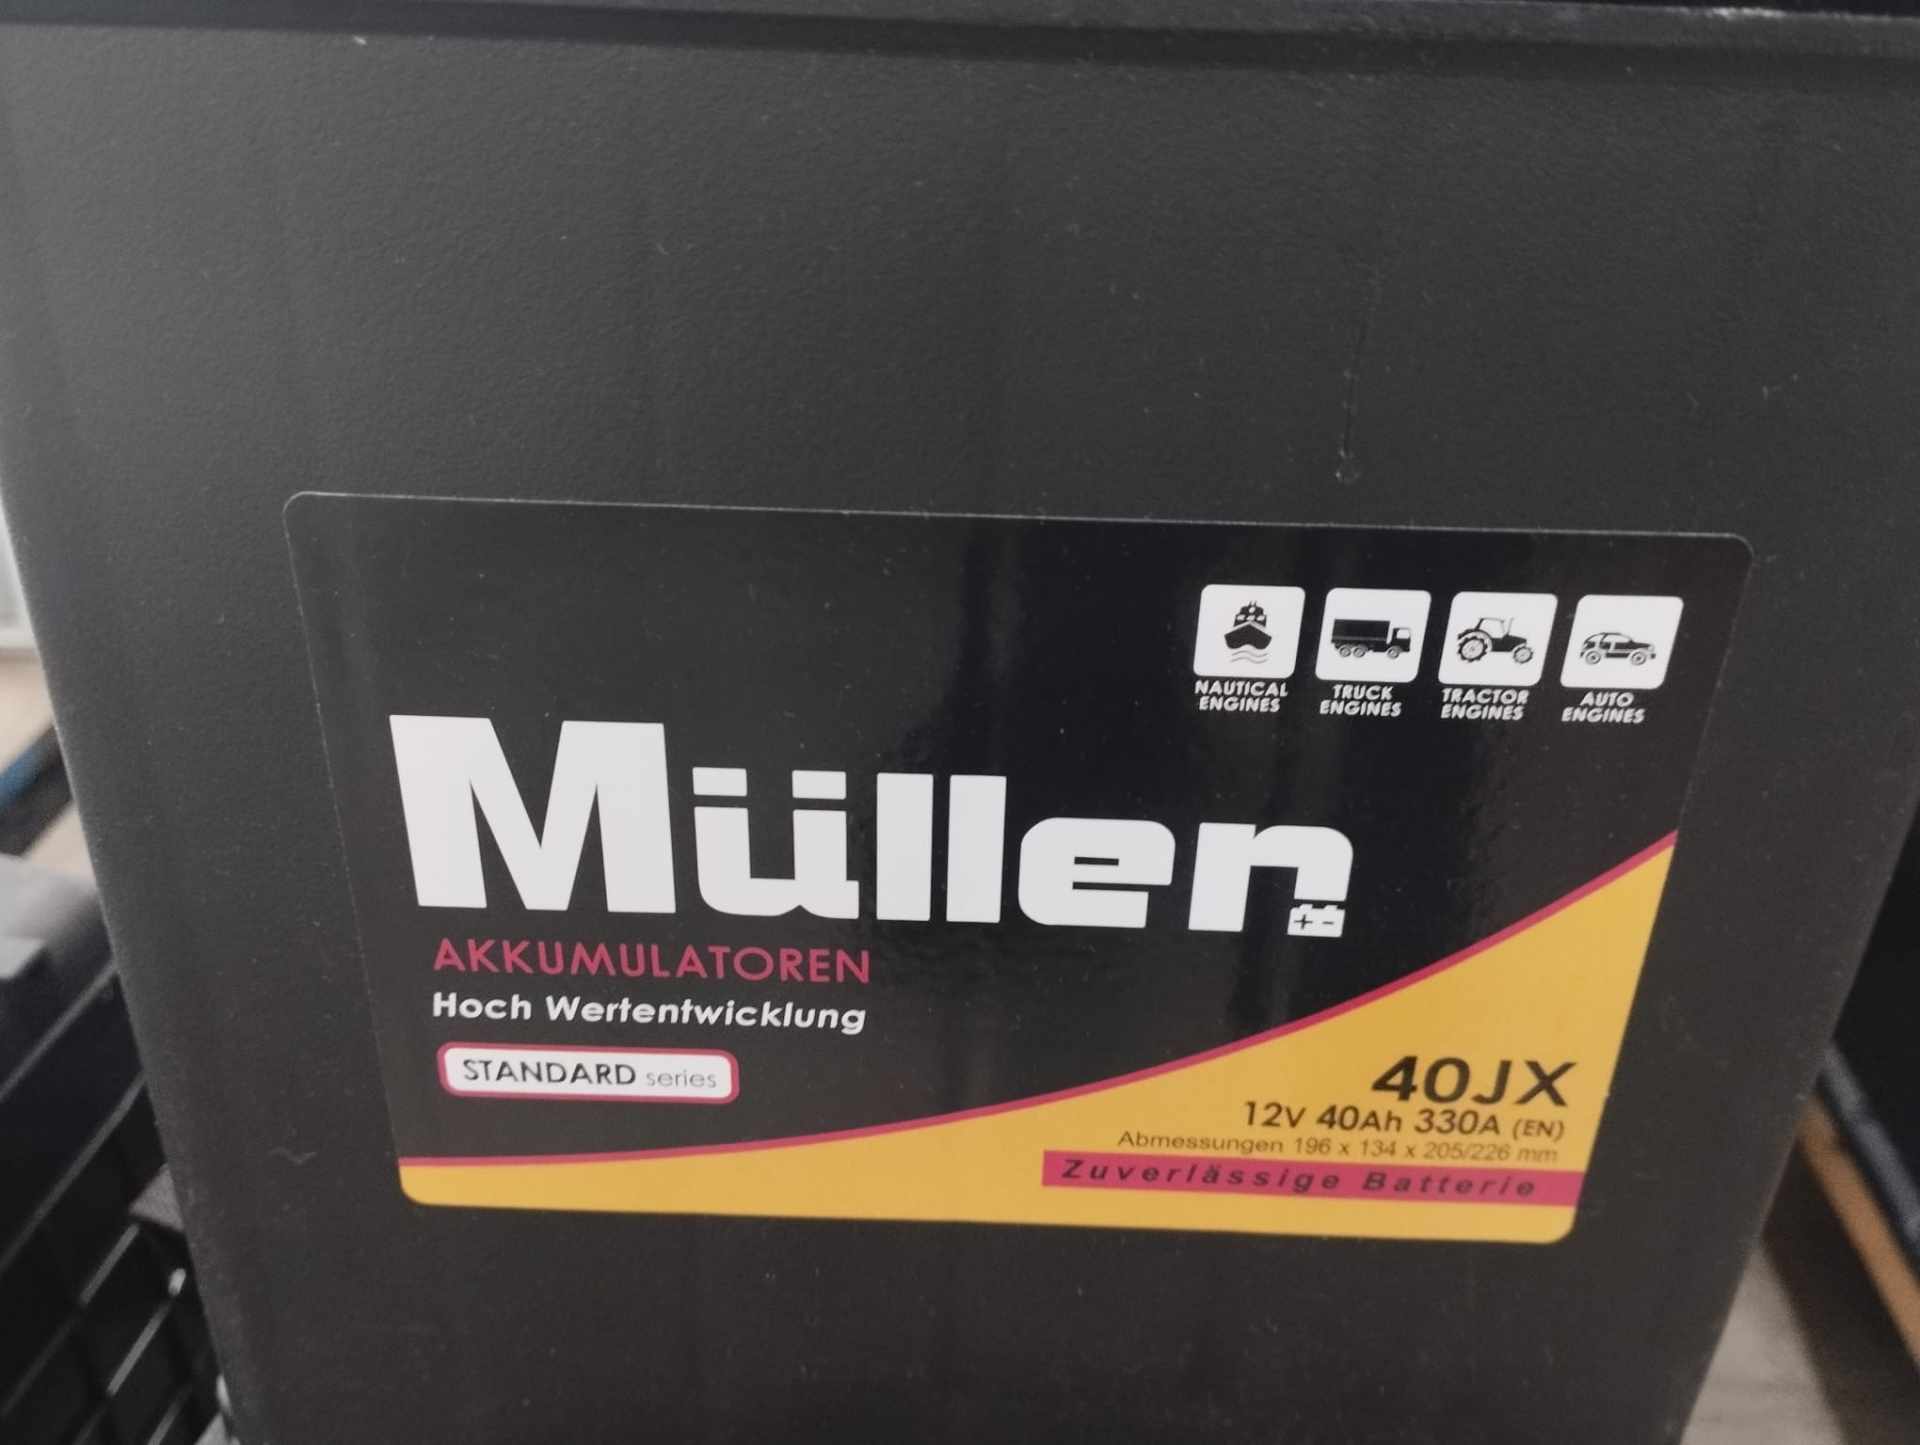 NAUTICAL ENGINES
TRUCK ENGINES
TRACTOR ENGINES
AUTO ENGINES
Müller
AKKUMULATOREN
Hoch Wertentwicklung
STANDARD series
40JX
12V 40Ah 330A (EN)
Abmessungen 196 x 134 x 205/226 mm
Zuverlässige Batterie